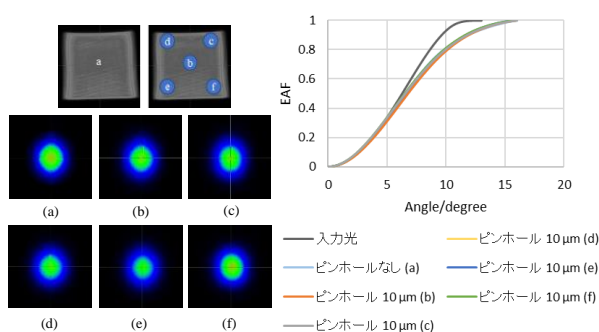 a
d c
b
e f
(a) (b) (c)
(d) (e) (f)
1
0.8
0.6
0.4
0.2
0
EAF
0 5 10 15 20
Angle/degree
入力光
ピンホール 10 μm (d)
ピンホールなし (a)
ピンホール 10 μm (e)
ピンホール 10 μm (b)
ピンホール 10 μm (f)
ピンホール 10 μm (c)